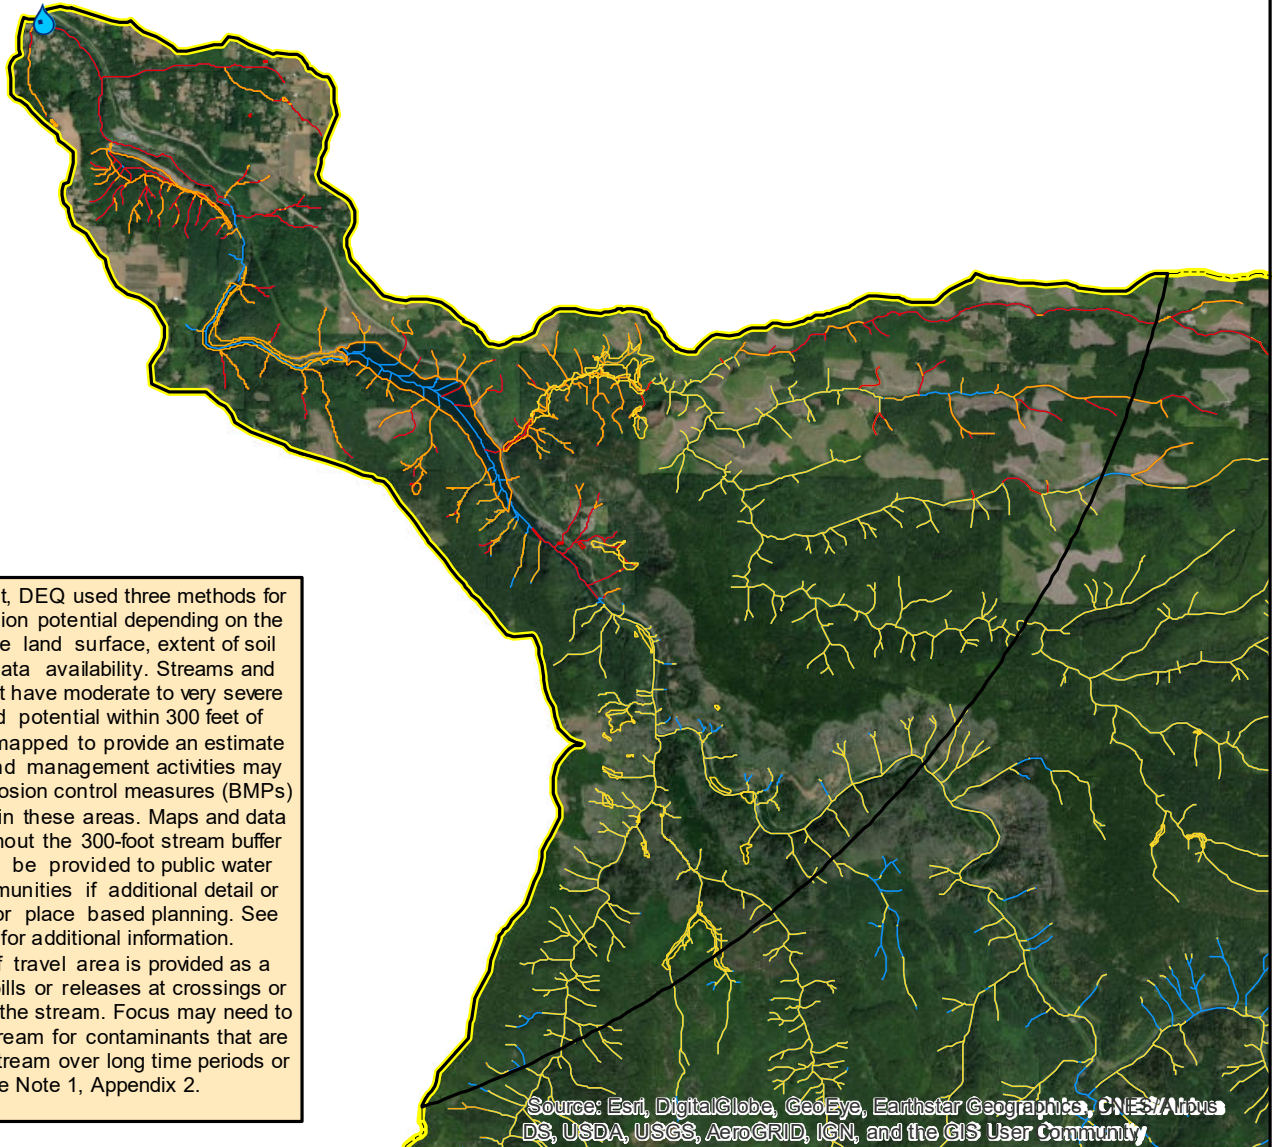 t, DEQ used three methods for
ion potential depending on the
e land surface, extent of soil
ata availability. Streams and
t have moderate to very severe
d potential within 300 feet of
mapped to provide an estimate
nd management activities may
osion control measures (BMPs)
in these areas. Maps and data
hout the 300-foot stream buffer
be provided to public water
munities if additional detail or
or place based planning. See
for additional information.
f travel area is provided as a
pills or releases at crossings or
the stream. Focus may need to
ream for contaminants that are
tream over long time periods or
e Note 1, Appendix 2.
Source: Esri, DigitalGlobe, GeoEye, Earthstar Geographics, CNES/Airbus
DS, USDA, USGS, AeroGRID, IGN, and the GIS User Community